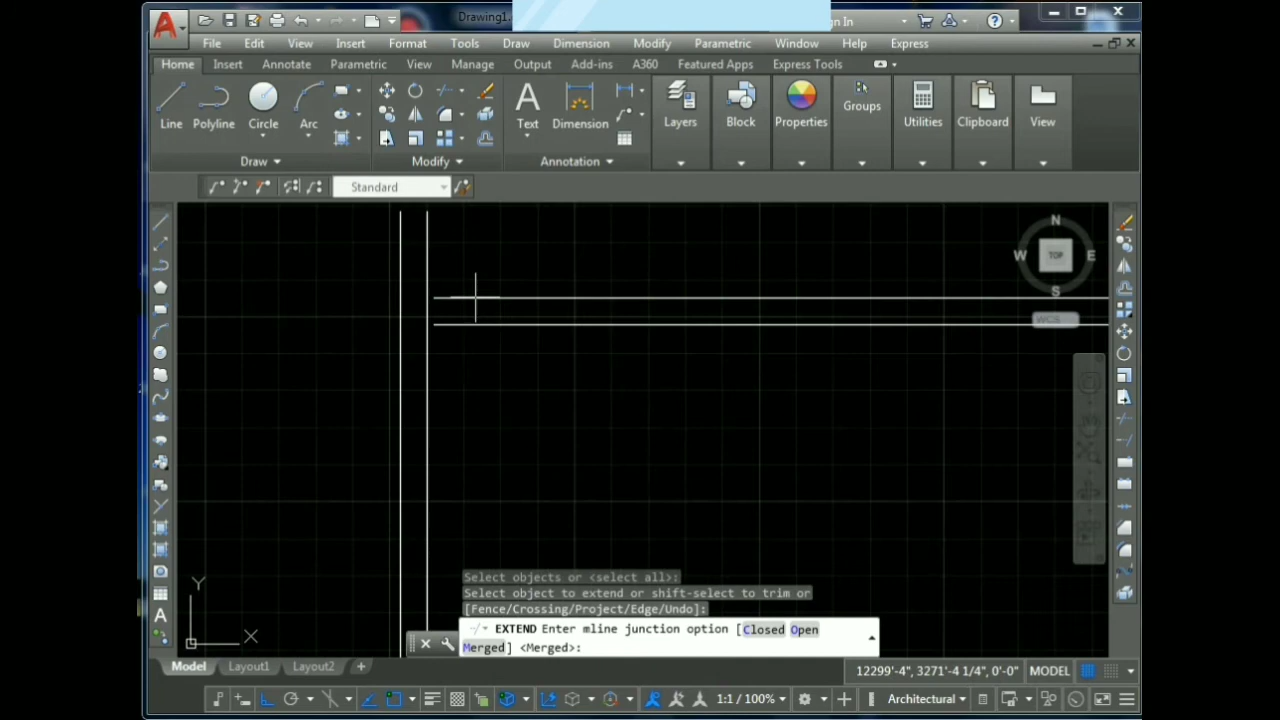 Drawing1.
Sign In
File Edit View Insert Format Tools Draw Dimension Modify Parametric Window Help Express
Home Insert Annotate Parametric View Manage Output Add-ins A360 Featured Apps Express Tools
Line Polyline Circle Arc Text Dimension Layers Block Properties Groups Utilities Clipboard View
Draw Modify Annotation
Standard
N
W TOP E
S
WCS
Y
X
Select objects or <select all>:
Select object to extend or shift-select to trim or
[Fence/Crossing/Project/Edge/Undo]:
EXTEND Enter mline junction option [Closed Open
Merged] <Merged>:
Model Layout1 Layout2 +
12299'-4", 3271'-4 1/4", 0'-0" MODEL
1:1 / 100% Architectural